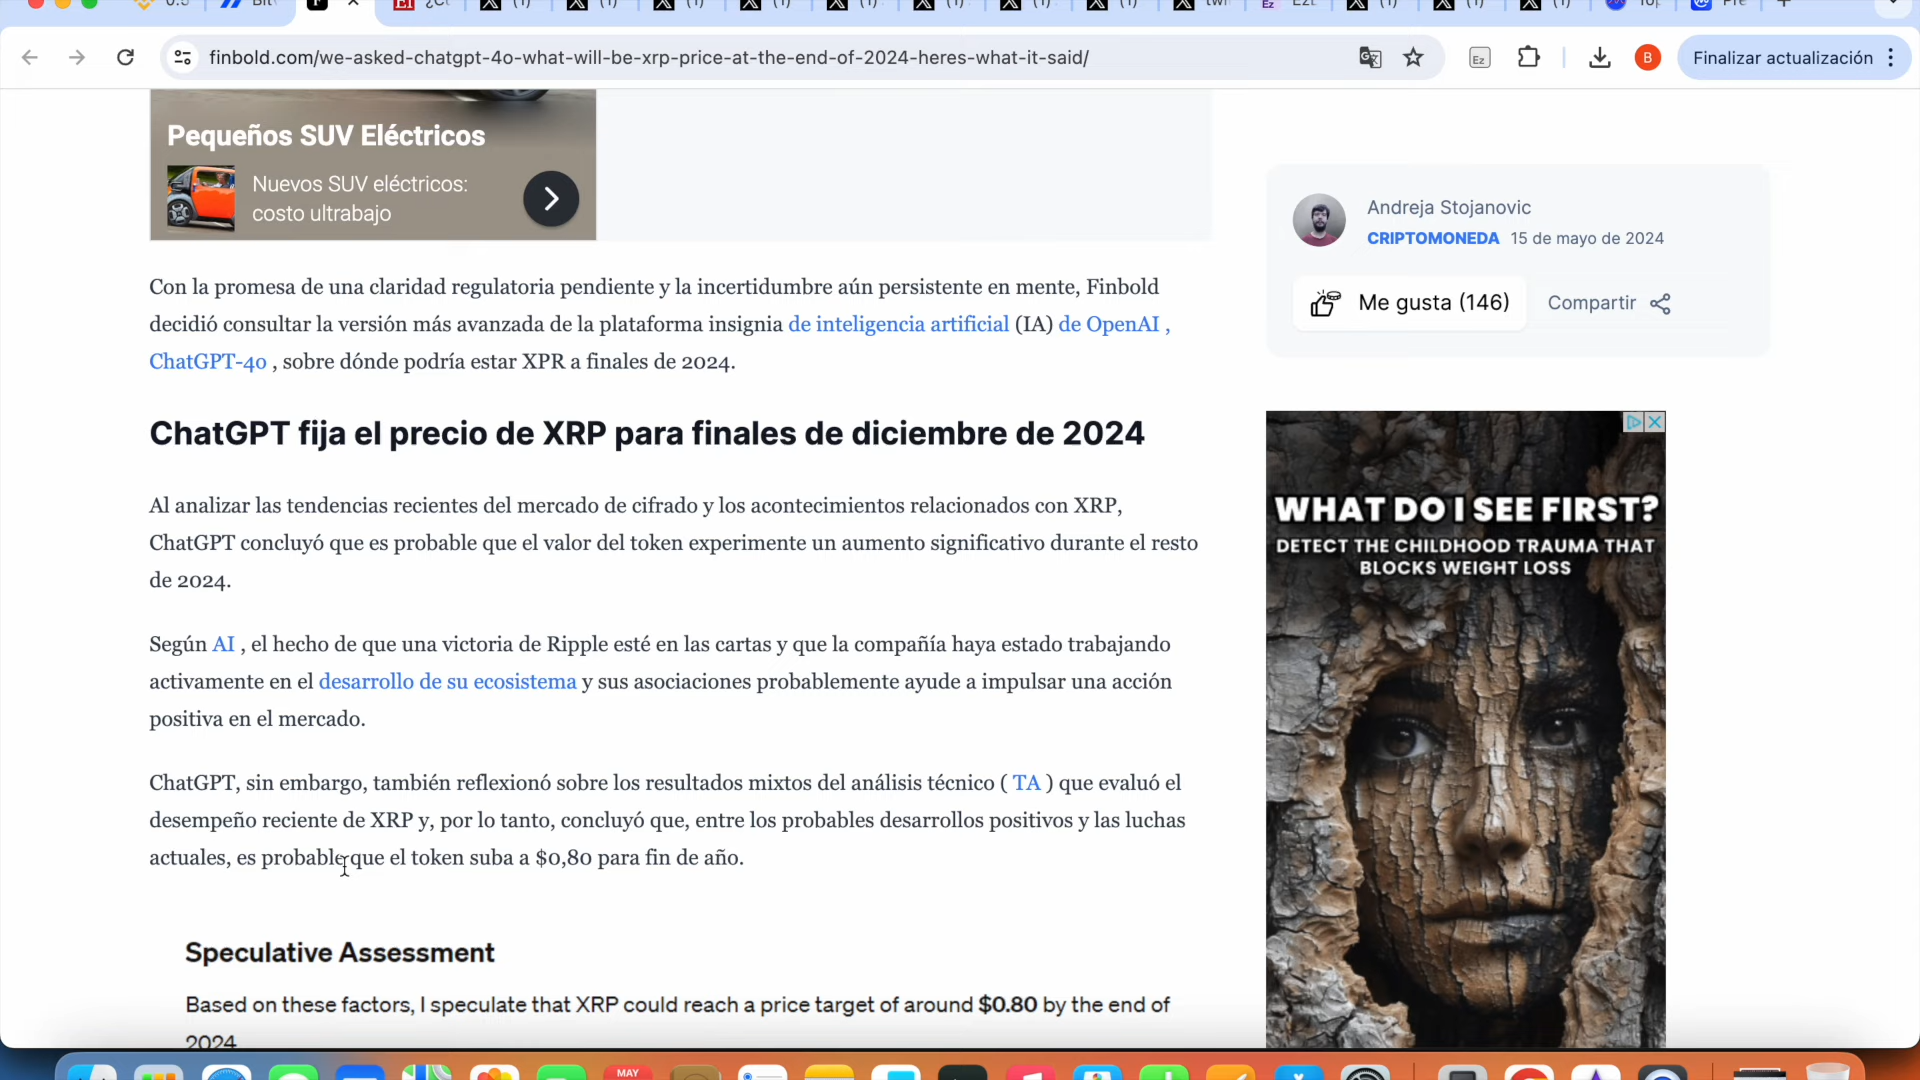 finbold.com/we-asked-chatgpt-4o-what-will-be-xrp-price-at-the-end-of-2024-heres-what-it-said/
Ez
B
Finalizar actualización
Pequeños SUV Eléctricos
Nuevos SUV eléctricos:
costo ultrabajo
Andreja Stojanovic
CRIPTOMONEDA 15 de mayo de 2024
Me gusta (146)
Compartir
Con la promesa de una claridad regulatoria pendiente y la incertidumbre aún persistente en mente, Finbold
decidió consultar la versión más avanzada de la plataforma insignia de inteligencia artificial (IA) de OpenAI ,
ChatGPT-4o , sobre dónde podría estar XPR a finales de 2024.
ChatGPT fija el precio de XRP para finales de diciembre de 2024
Al analizar las tendencias recientes del mercado de cifrado y los acontecimientos relacionados con XRP,
ChatGPT concluyó que es probable que el valor del token experimente un aumento significativo durante el resto
de 2024.
Según AI , el hecho de que una victoria de Ripple esté en las cartas y que la compañía haya estado trabajando
activamente en el desarrollo de su ecosistema y sus asociaciones probablemente ayude a impulsar una acción
positiva en el mercado.
ChatGPT, sin embargo, también reflexionó sobre los resultados mixtos del análisis técnico ( TA ) que evaluó el
desempeño reciente de XRP y, por lo tanto, concluyó que, entre los probables desarrollos positivos y las luchas
actuales, es probable que el token suba a $0,80 para fin de año.
Speculative Assessment
Based on these factors, I speculate that XRP could reach a price target of around $0.80 by the end of
2024
WHAT DO I SEE FIRST?
DETECT THE CHILDHOOD TRAUMA THAT
BLOCKS WEIGHT LOSS
MAY